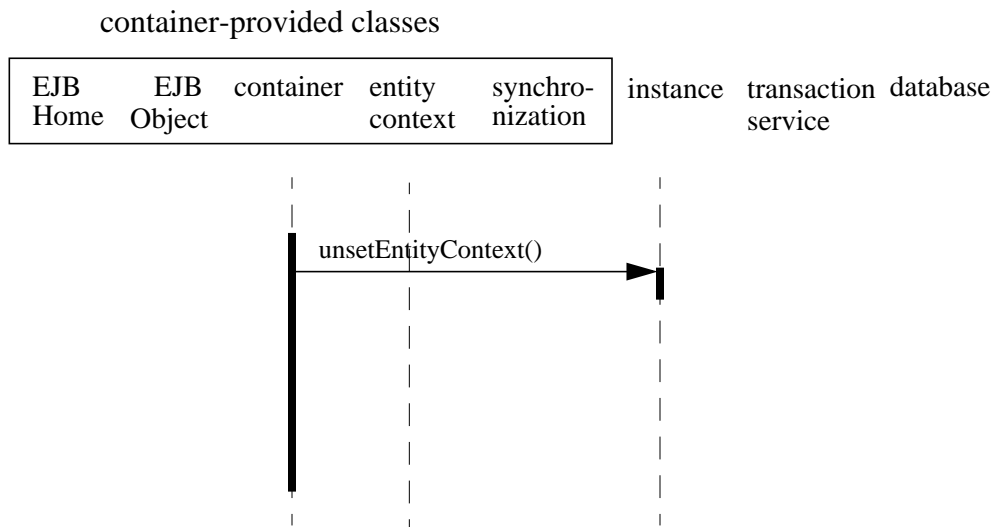 container-provided classes
EJB EJB container entity synchro- instance transaction database
Home Object context nization service
unsetEntityContext()